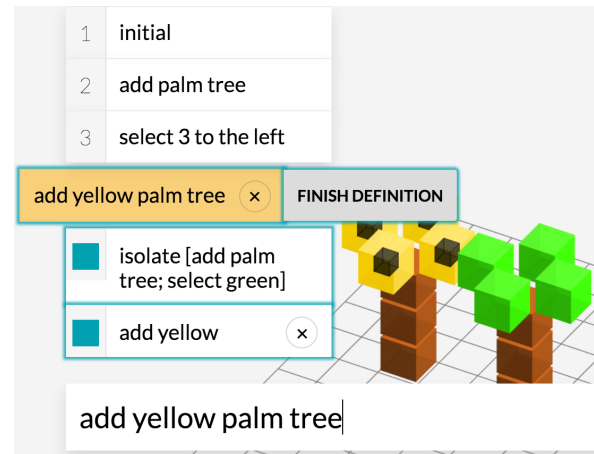 1 initial
2 add palm tree
3 select 3 to the left
add yellow palm tree × FINISH DEFINITION
isolate [add palm
tree; select green]
add yellow ×
add yellow palm tree